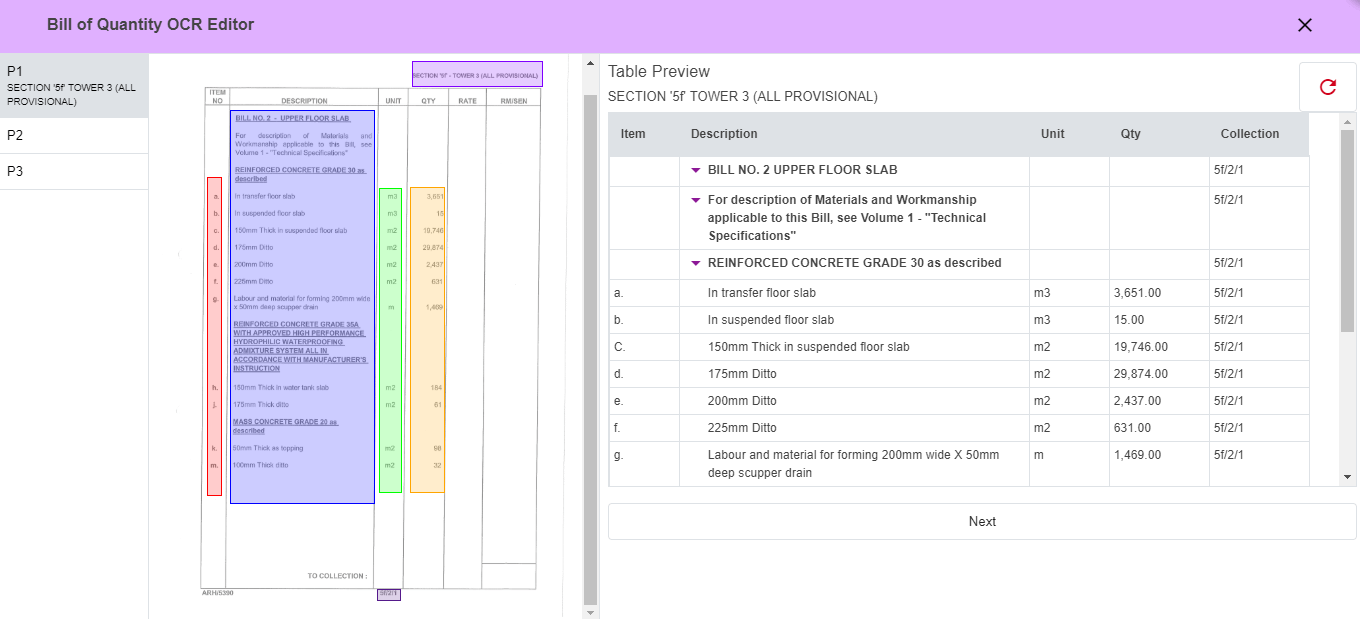 Bill of Quantity OCR Editor
P1
SECTION '5f' TOWER 3 (ALL
PROVISIONAL)
P2
P3
SECTION '5f' - TOWER 3 (ALL PROVISIONAL)
ITEM
NO
DESCRIPTION
UNIT
QTY
RATE
RM/SEN
BILL NO. 2 - UPPER FLOOR SLAB
For description of Materials and
Workmanship applicable to this Bill, see
Volume 1 - "Technical Specifications"
REINFORCED CONCRETE GRADE 30 as
described
a. In transfer floor slab m3 3,651
b. In suspended floor slab m3 15
c. 150mm Thick in suspended floor slab m2 19,746
d. 175mm Ditto m2 29,874
e. 200mm Ditto m2 2,437
f. 225mm Ditto m2 631
g. Labour and material for forming 200mm wide
x 50mm deep scupper drain m 1,469
REINFORCED CONCRETE GRADE 35A
WITH APPROVED HIGH PERFORMANCE
HYDROPHILIC WATERPROOFING
ADMIXTURE SYSTEM ALL IN
ACCORDANCE WITH MANUFACTURER'S
INSTRUCTION
h. 150mm Thick in water tank slab m2 184
j. 175mm Thick ditto m2 61
MASS CONCRETE GRADE 20 as
described
k. 50mm Thick as topping m2 98
m. 100mm Thick ditto m2 32
TO COLLECTION :
ARH/5390
5f/2/1
Table Preview
SECTION '5f' TOWER 3 (ALL PROVISIONAL)
Item Description Unit Qty Collection
BILL NO. 2 UPPER FLOOR SLAB 5f/2/1
For description of Materials and Workmanship 5f/2/1
applicable to this Bill, see Volume 1 - "Technical
Specifications"
REINFORCED CONCRETE GRADE 30 as described 5f/2/1
a. In transfer floor slab m3 3,651.00 5f/2/1
b. In suspended floor slab m3 15.00 5f/2/1
C. 150mm Thick in suspended floor slab m2 19,746.00 5f/2/1
d. 175mm Ditto m2 29,874.00 5f/2/1
e. 200mm Ditto m2 2,437.00 5f/2/1
f. 225mm Ditto m2 631.00 5f/2/1
g. Labour and material for forming 200mm wide X 50mm m 1,469.00 5f/2/1
deep scupper drain
Next